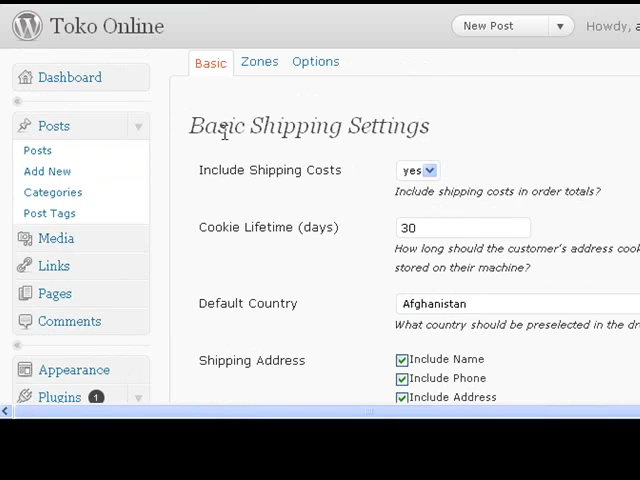 Toko Online
New Post
Howdy, a
Dashboard
Posts
Posts
Add New
Categories
Post Tags
Media
Links
Pages
Comments
Appearance
Plugins 1
Basic Zones Options
Basic Shipping Settings
Include Shipping Costs
yes
Include shipping costs in order totals?
Cookie Lifetime (days)
30
How long should the customer's address cook
stored on their machine?
Default Country
Afghanistan
What country should be preselected in the dr
Shipping Address
Include Name
Include Phone
Include Address